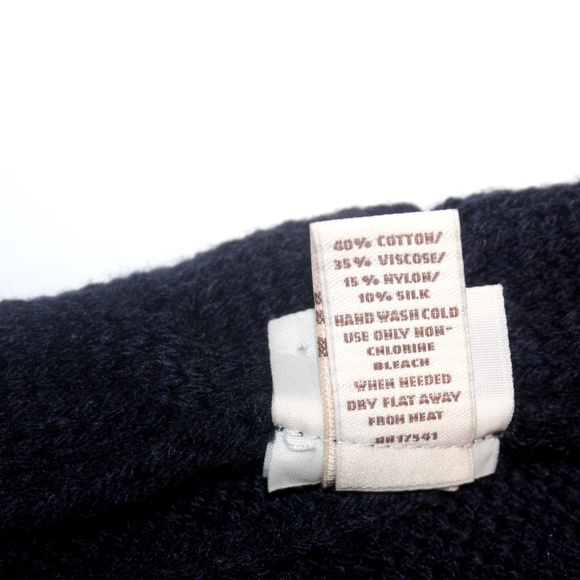 40% COTTON/
35% VISCOSE/
15% NYLON/
10% SILK
HAND WASH COLD
USE ONLY NON-
CHLORINE
BLEACH
WHEN NEEDED
DRY FLAT AWAY
FROM HEAT
RN17541